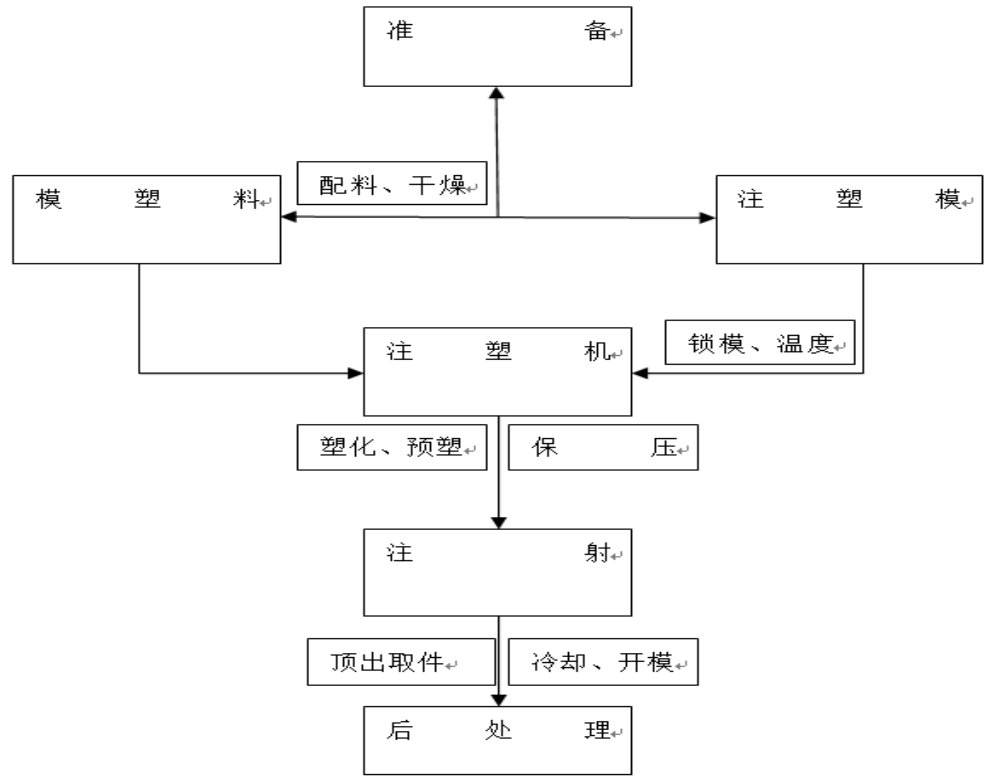 准备
配料、干燥
模塑料
注塑模
注塑机
锁模、温度
塑化、预塑
保压
注射
顶出取件
冷却、开模
后处理